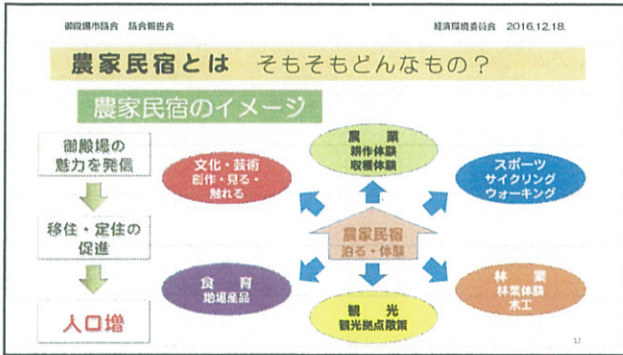 御殿場市議会 議会報告会
経済環境委員会 2016.12.18.
農家民宿とは そもそもどんなもの？
農家民宿のイメージ
御殿場の
魅力を発信
移住・定住の
促進
人口増
文化・芸術
創作・見る・
触れる
農 業
耕作体験
収穫体験
スポーツ
サイクリング
ウォーキング
農家民宿
泊る・体験
食 育
地場産品
観 光
観光拠点散策
林 業
林業体験
木工